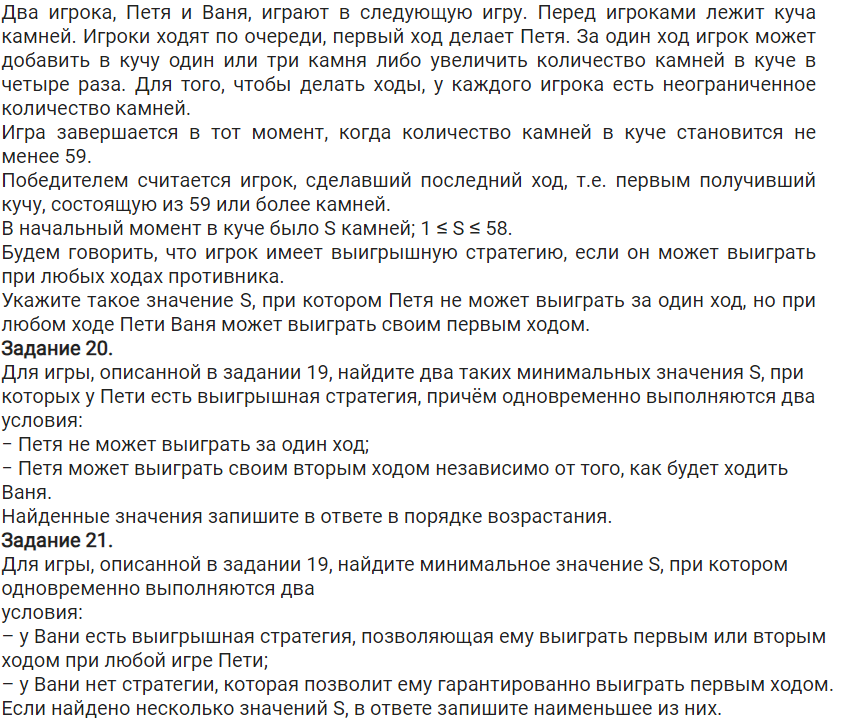 Два игрока, Петя и Ваня, играют в следующую игру. Перед игроками лежит куча
камней. Игроки ходят по очереди, первый ход делает Петя. За один ход игрок может
добавить в кучу один или три камня либо увеличить количество камней в куче в
четыре раза. Для того, чтобы делать ходы, у каждого игрока есть неограниченное
количество камней.
Игра завершается в тот момент, когда количество камней в куче становится не
менее 59.
Победителем считается игрок, сделавший последний ход, т.е. первым получивший
кучу, состоящую из 59 или более камней.
В начальный момент в куче было S камней; 1 ≤ S ≤ 58.
Будем говорить, что игрок имеет выигрышную стратегию, если он может выиграть
при любых ходах противника.
Укажите такое значение S, при котором Петя не может выиграть за один ход, но при
любом ходе Пети Ваня может выиграть своим первым ходом.
Задание 20.
Для игры, описанной в задании 19, найдите два таких минимальных значения S, при
которых у Пети есть выигрышная стратегия, причём одновременно выполняются два
условия:
− Петя не может выиграть за один ход;
− Петя может выиграть своим вторым ходом независимо от того, как будет ходить
Ваня.
Найденные значения запишите в ответе в порядке возрастания.
Задание 21.
Для игры, описанной в задании 19, найдите минимальное значение S, при котором
одновременно выполняются два
условия:
– у Вани есть выигрышная стратегия, позволяющая ему выиграть первым или вторым
ходом при любой игре Пети;
– у Вани нет стратегии, которая позволит ему гарантированно выиграть первым ходом.
Если найдено несколько значений S, в ответе запишите наименьшее из них.